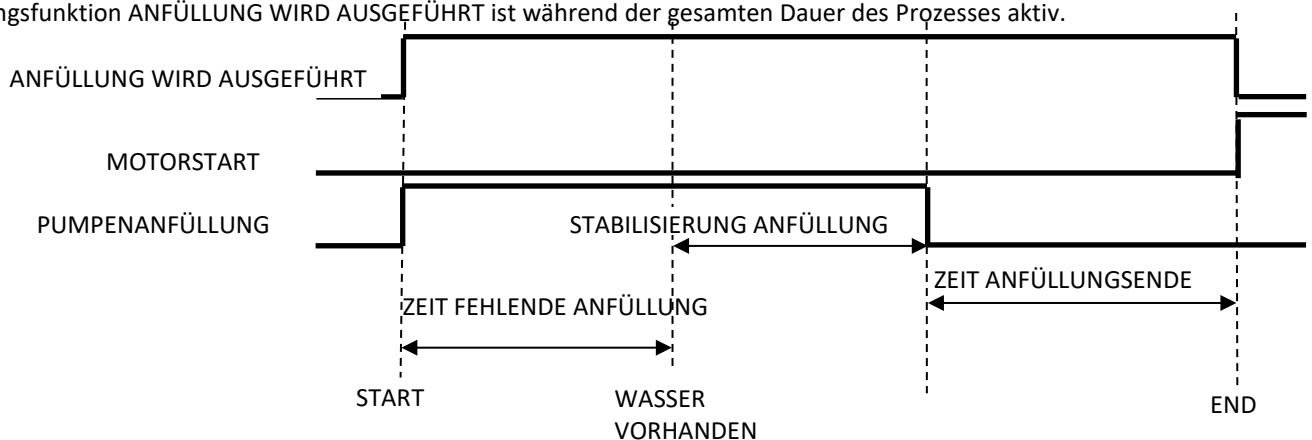 ngsfunktion ANFÜLLUNG WIRD AUSGEFÜHRT ist während der gesamten Dauer des Prozesses aktiv.
ANFÜLLUNG WIRD AUSGEFÜHRT
MOTORSTART
PUMPENANFÜLLUNG
STABILISIERUNG ANFÜLLUNG
ZEIT ANFÜLLUNGSENDE
ZEIT FEHLENDE ANFÜLLUNG
START
WASSER
VORHANDEN
END